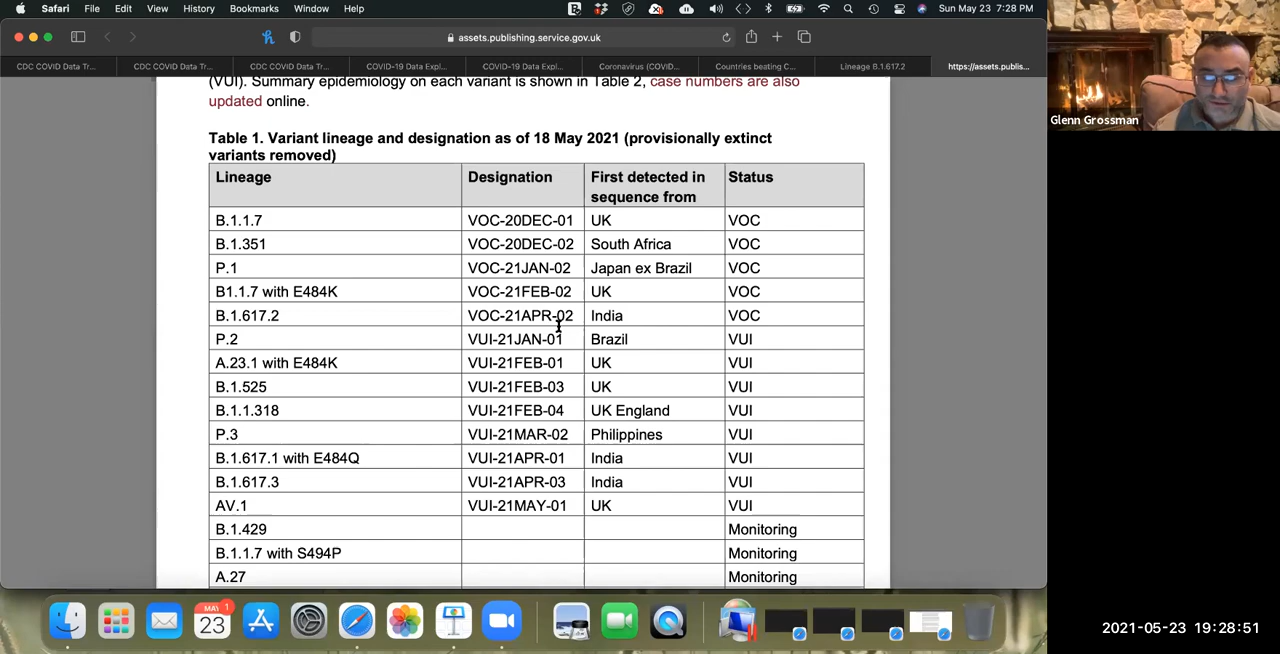 Safari File Edit View History Bookmarks Window Help Sun May 23 7:28 PM
assets.publishing.service.gov.uk
CDC COVID Data Tr... CDC COVID Data Tr... CDC COVID Data Tr... COVID-19 Data Expl... COVID-19 Data Expl... Coronavirus (COVID... Countries beating C... Lineage B.1.617.2 https://assets.publis...
(VUI). Summary epidemiology on each variant is shown in Table 2, case numbers are also
updated online.
Table 1. Variant lineage and designation as of 18 May 2021 (provisionally extinct
variants removed)
Lineage Designation First detected in Status
sequence from
B.1.1.7 VOC-20DEC-01 UK VOC
B.1.351 VOC-20DEC-02 South Africa VOC
P.1 VOC-21JAN-02 Japan ex Brazil VOC
B1.1.7 with E484K VOC-21FEB-02 UK VOC
B.1.617.2 VOC-21APR-02 India VOC
P.2 VUI-21JAN-01 Brazil VUI
A.23.1 with E484K VUI-21FEB-01 UK VUI
B.1.525 VUI-21FEB-03 UK VUI
B.1.1.318 VUI-21FEB-04 UK England VUI
P.3 VUI-21MAR-02 Philippines VUI
B.1.617.1 with E484Q VUI-21APR-01 India VUI
B.1.617.3 VUI-21APR-03 India VUI
AV.1 VUI-21MAY-01 UK VUI
B.1.429 Monitoring
B.1.1.7 with S494P Monitoring
A.27 Monitoring
Glenn Grossman
MAY 1
23
2021-05-23 19:28:51